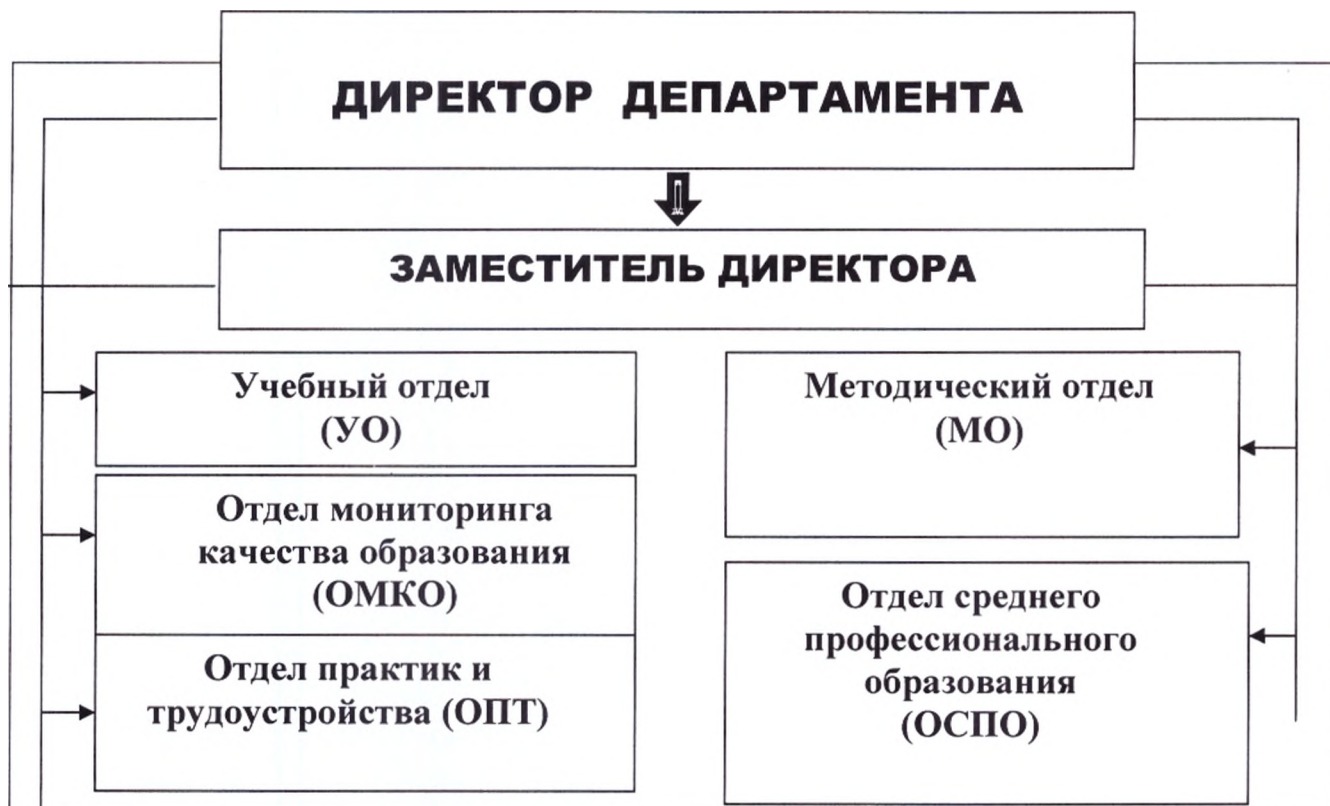 ДИРЕКТОР ДЕПАРТАМЕНТА
ЗАМЕСТИТЕЛЬ ДИРЕКТОРА
Учебный отдел
(УО)
Отдел мониторинга
качества образования
(ОМКО)
Отдел практик и
трудоустройства (ОПТ)
Методический отдел
(МО)
Отдел среднего
профессионального
образования
(ОСПО)